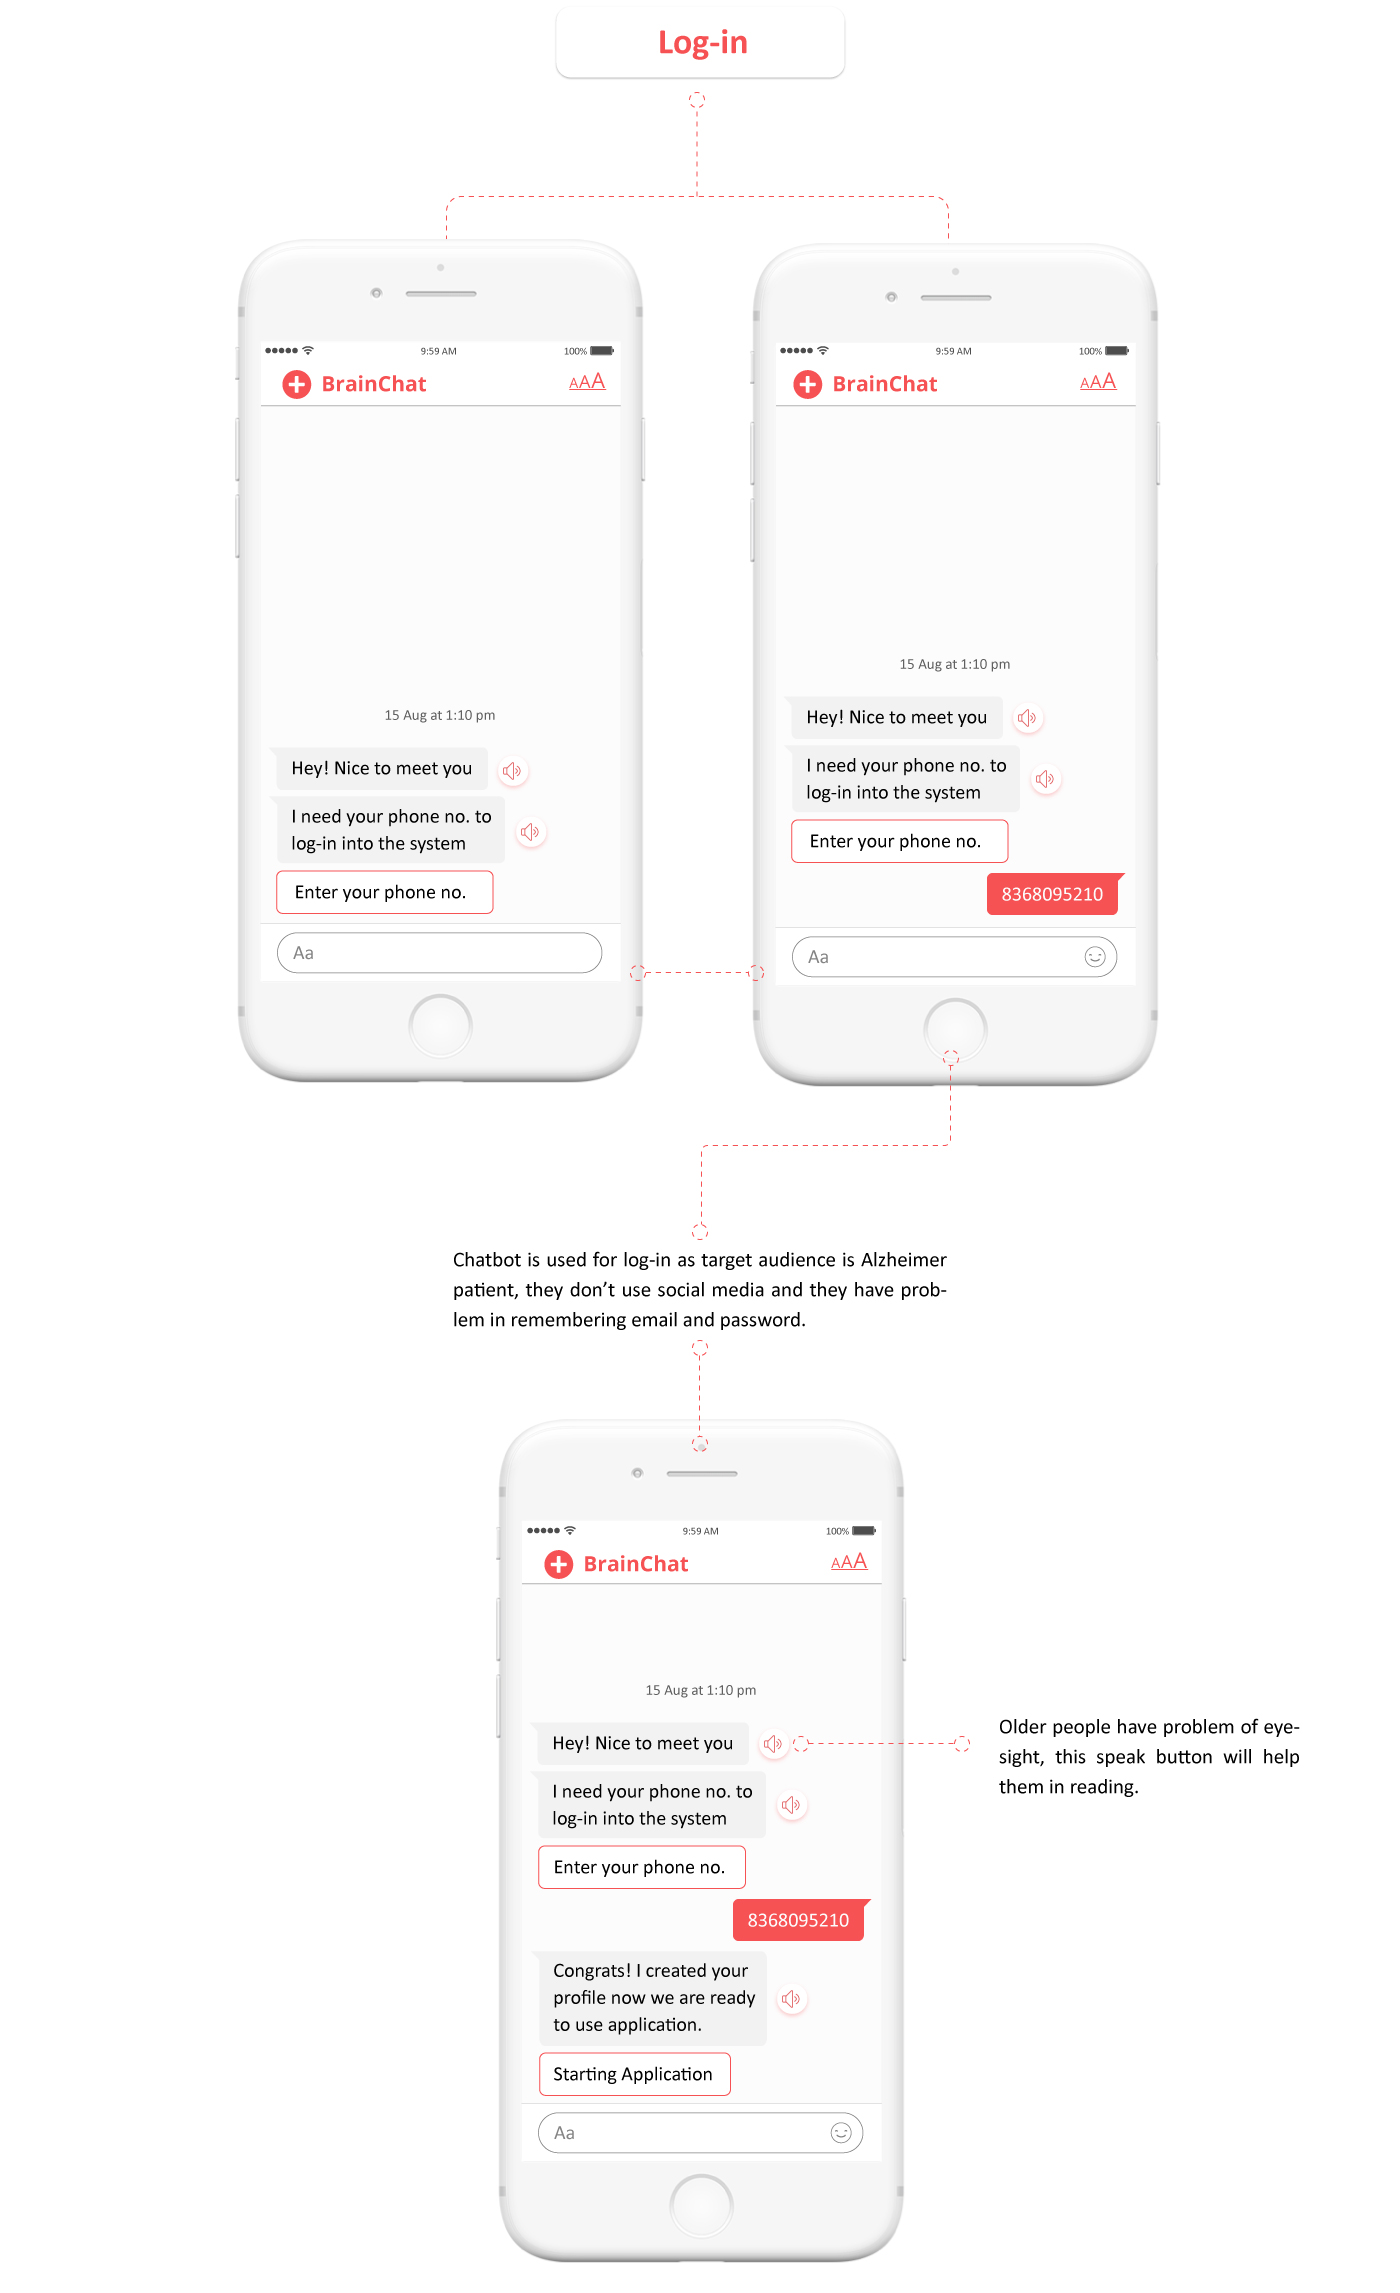 Log-in
9:59 AM
100%
BrainChat
AAA
15 Aug at 1:10 pm
Hey! Nice to meet you
I need your phone no. to
log-in into the system
Enter your phone no.
Aa
9:59 AM
100%
BrainChat
AAA
15 Aug at 1:10 pm
Hey! Nice to meet you
I need your phone no. to
log-in into the system
Enter your phone no.
8368095210
Aa
Chatbot is used for log-in as target audience is Alzheimer
patient, they don’t use social media and they have prob-
lem in remembering email and password.
9:59 AM
100%
BrainChat
AAA
15 Aug at 1:10 pm
Hey! Nice to meet you
I need your phone no. to
log-in into the system
Enter your phone no.
8368095210
Congrats! I created your
profile now we are ready
to use application.
Starting Application
Aa
Older people have problem of eye-
sight, this speak button will help
them in reading.